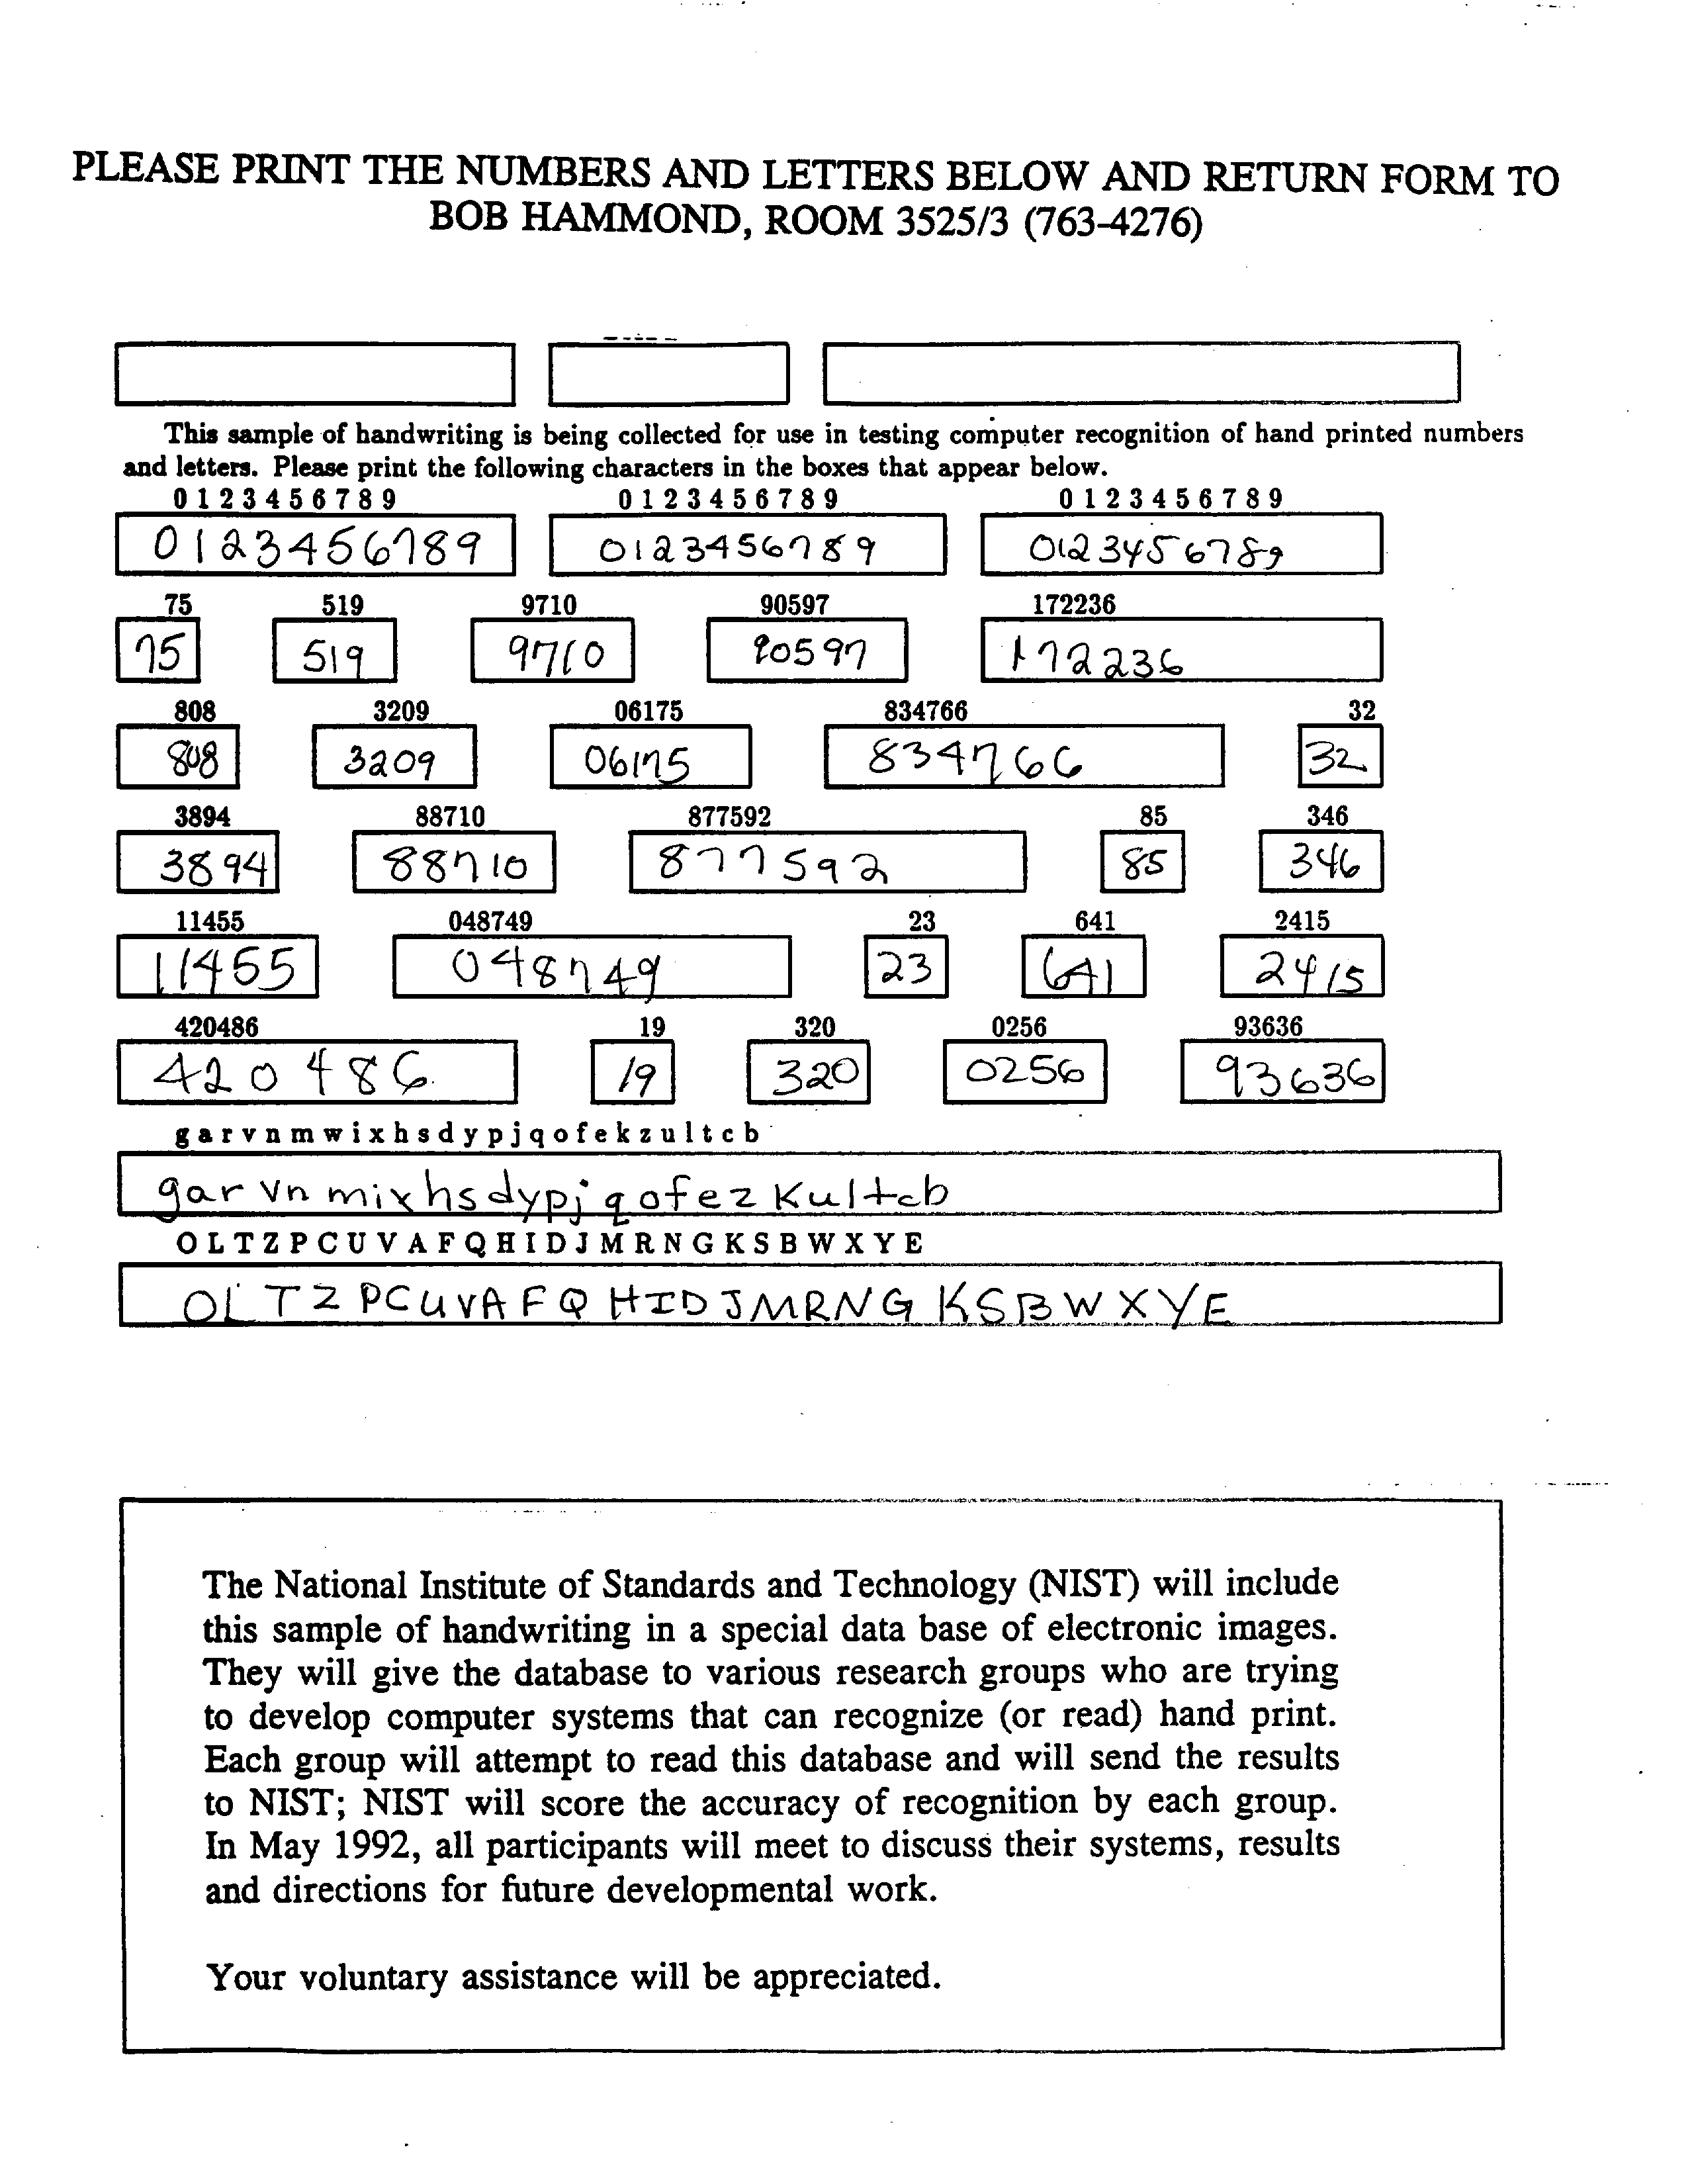 PLEASE PRINT THE NUMBERS AND LETTERS BELOW AND RETURN FORM TO
BOB HAMMOND, ROOM 3525/3 (763-4276)
This sample of handwriting is being collected for use in testing computer recognition of hand printed numbers
and letters. Please print the following characters in the boxes that appear below.
0 1 2 3 4 5 6 7 8 9 0 1 2 3 4 5 6 7 8 9 0 1 2 3 4 5 6 7 8 9
0123456789 0123456789 0123456789
75 519 9710 90597 172236
75 519 9710 90597 172236
808 3209 06175 834766 32
808 3209 06175 834766 32
3894 88710 877592 85 346
3894 88710 877592 85 346
11455 048749 23 641 2415
11455 048749 23 641 2415
420486 19 320 0256 93636
420486 19 320 0256 93636
g a r v n m w i x h s d y p j q o f e k z u l t c b
gar vn mixhsdypjqofezkultcb
O L T Z P C U V A F Q H I D J M R N G K S B W X Y E
OLTZPCUVAFQHIDJMRNGKSBWXYE
The National Institute of Standards and Technology (NIST) will include
this sample of handwriting in a special data base of electronic images.
They will give the database to various research groups who are trying
to develop computer systems that can recognize (or read) hand print.
Each group will attempt to read this database and will send the results
to NIST; NIST will score the accuracy of recognition by each group.
In May 1992, all participants will meet to discuss their systems, results
and directions for future developmental work.
Your voluntary assistance will be appreciated.